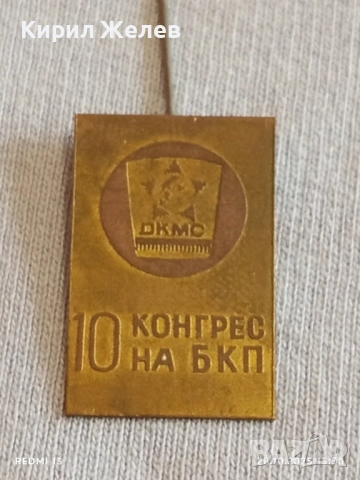 Кирил Желев
ДКМС
10 КОНГРЕС
НА БКП
REDMI 13